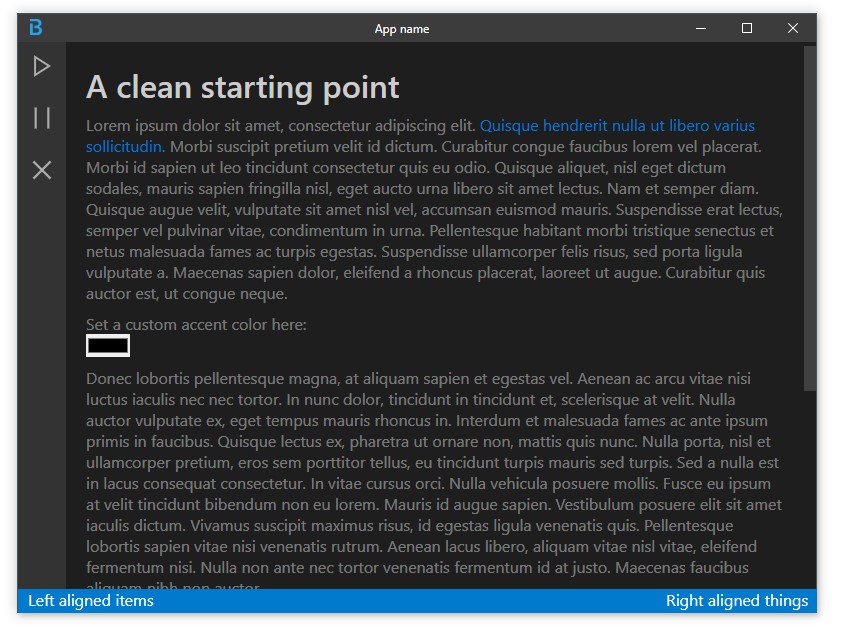 App name
A clean starting point
Lorem ipsum dolor sit amet, consectetur adipiscing elit. Quisque hendrerit nulla ut libero varius
sollicitudin. Morbi suscipit pretium velit id dictum. Curabitur congue faucibus lorem vel placerat.
Morbi id sapien ut leo tincidunt consectetur quis eu odio. Quisque aliquet, nisl eget dictum
sodales, mauris sapien fringilla nisl, eget aucto urna libero sit amet lectus. Nam et semper diam.
Quisque augue velit, vulputate sit amet nisl vel, accumsan euismod mauris. Suspendisse erat lectus,
semper vel pulvinar vitae, condimentum in urna. Pellentesque habitant morbi tristique senectus et
netus malesuada fames ac turpis egestas. Suspendisse ullamcorper felis risus, sed porta ligula
vulputate a. Maecenas sapien dolor, eleifend a rhoncus placerat, laoreet ut augue. Curabitur quis
auctor est, ut congue neque.
Set a custom accent color here:
Donec lobortis pellentesque magna, at aliquam sapien et egestas vel. Aenean ac arcu vitae nisi
luctus iaculis nec nec tortor. In nunc dolor, tincidunt in tincidunt et, scelerisque at velit. Nulla
auctor vulputate ex, eget tempus mauris rhoncus in. Interdum et malesuada fames ac ante ipsum
primis in faucibus. Quisque lectus ex, pharetra ut ornare non, mattis quis nunc. Nulla porta, nisl et
ullamcorper pretium, eros sem porttitor tellus, eu tincidunt turpis mauris sed turpis. Sed a nulla est
in lacus consequat consectetur. In vitae cursus orci. Nulla vehicula posuere mollis. Fusce eu ipsum
at velit tincidunt bibendum non eu lorem. Mauris id augue sapien. Vestibulum posuere elit sit amet
iaculis dictum. Vivamus suscipit maximus risus, id egestas ligula venenatis quis. Pellentesque
lobortis sapien vitae nisi venenatis rutrum. Aenean lacus libero, aliquam vitae nisl vitae, eleifend
fermentum nisi. Nulla non ante nec tortor venenatis fermentum id at justo. Maecenas faucibus
aliquam nibh non auctor.
Left aligned items
Right aligned things